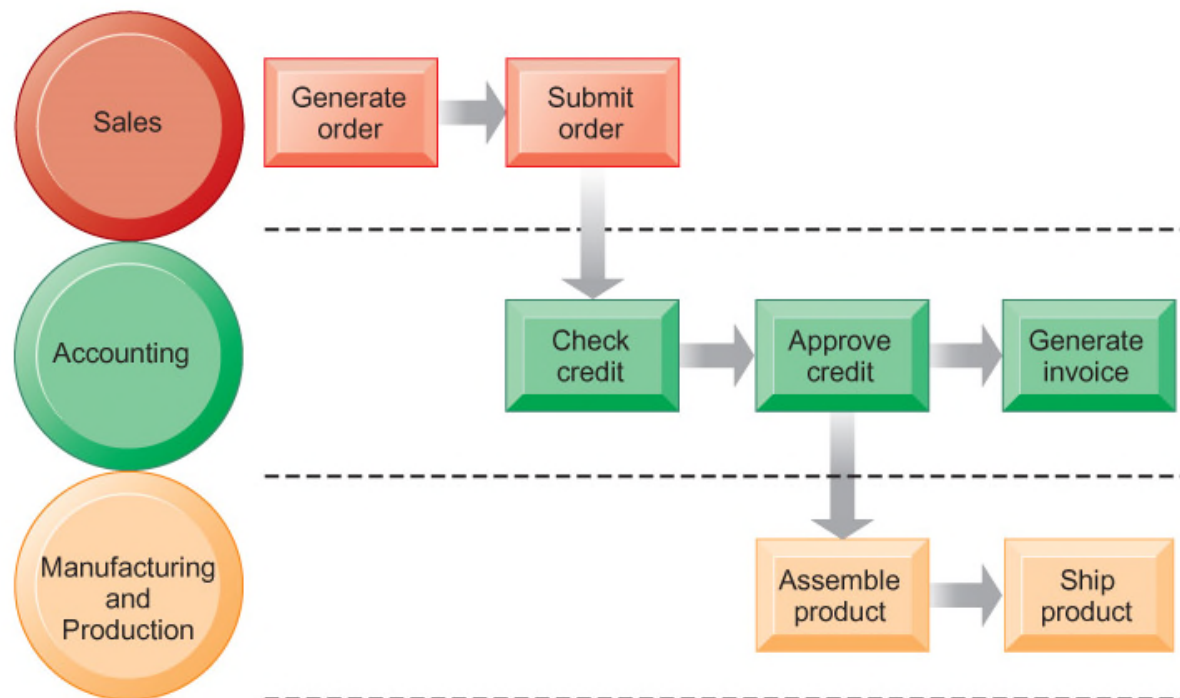 Sales
Generate
order
Submit
order
Accounting
Check
credit
Approve
credit
Generate
invoice
Manufacturing
and
Production
Assemble
product
Ship
product